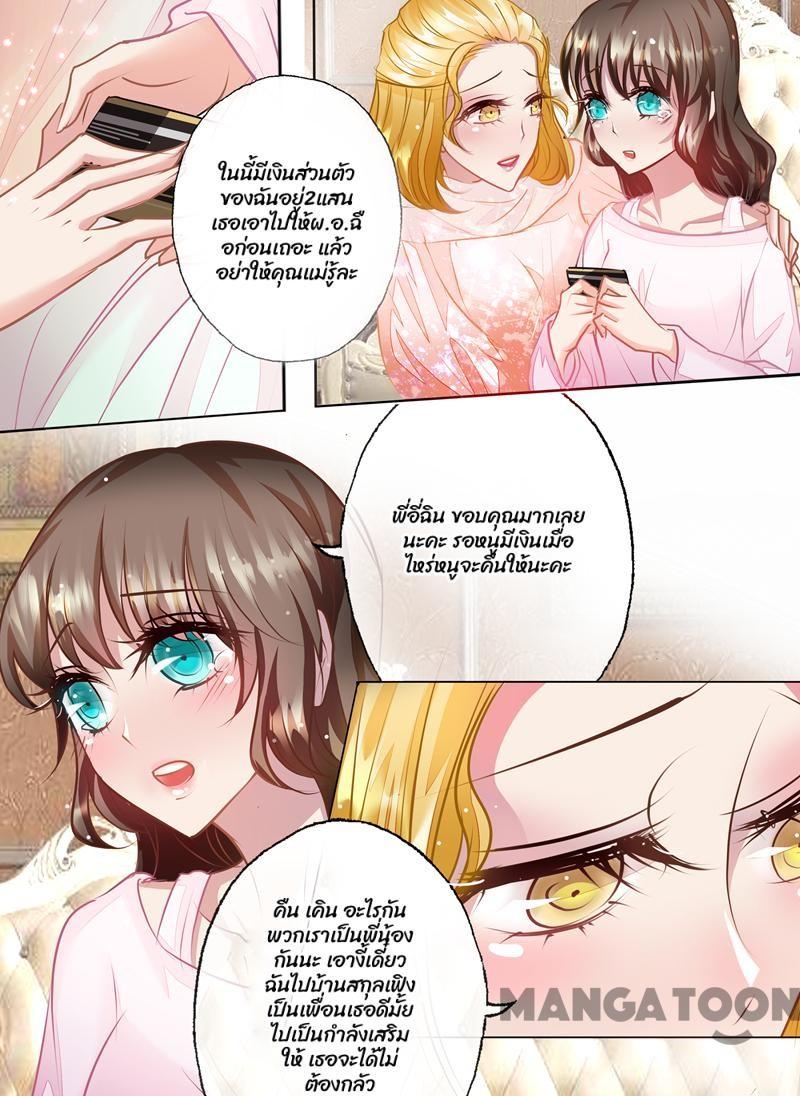 ในนี้มีเงินส่วนตัว
ของฉันอยู่2แสน
เธอเอาไปให้ผ.อ.ฉี
อก่อนเถอะ แล้ว
อย่าให้คุณแม่รู้ละ
พี่อี่ฉิน ขอบคุณมากเลย
นะคะ รอหนูมีเงินเมื่อ
ไหร่หนูจะคืนให้นะคะ
คืน เคิน อะไรกัน
พวกเราเป็นพี่น้อง
กันนะ เอางี้เดี๋ยว
ฉันไปบ้านสกุลเฟิง
เป็นเพื่อนเธอดีมั้ย
ไปเป็นกำลังเสริม
ให้ เธอจะได้ไม่
ต้องกลัว
MANGATOON